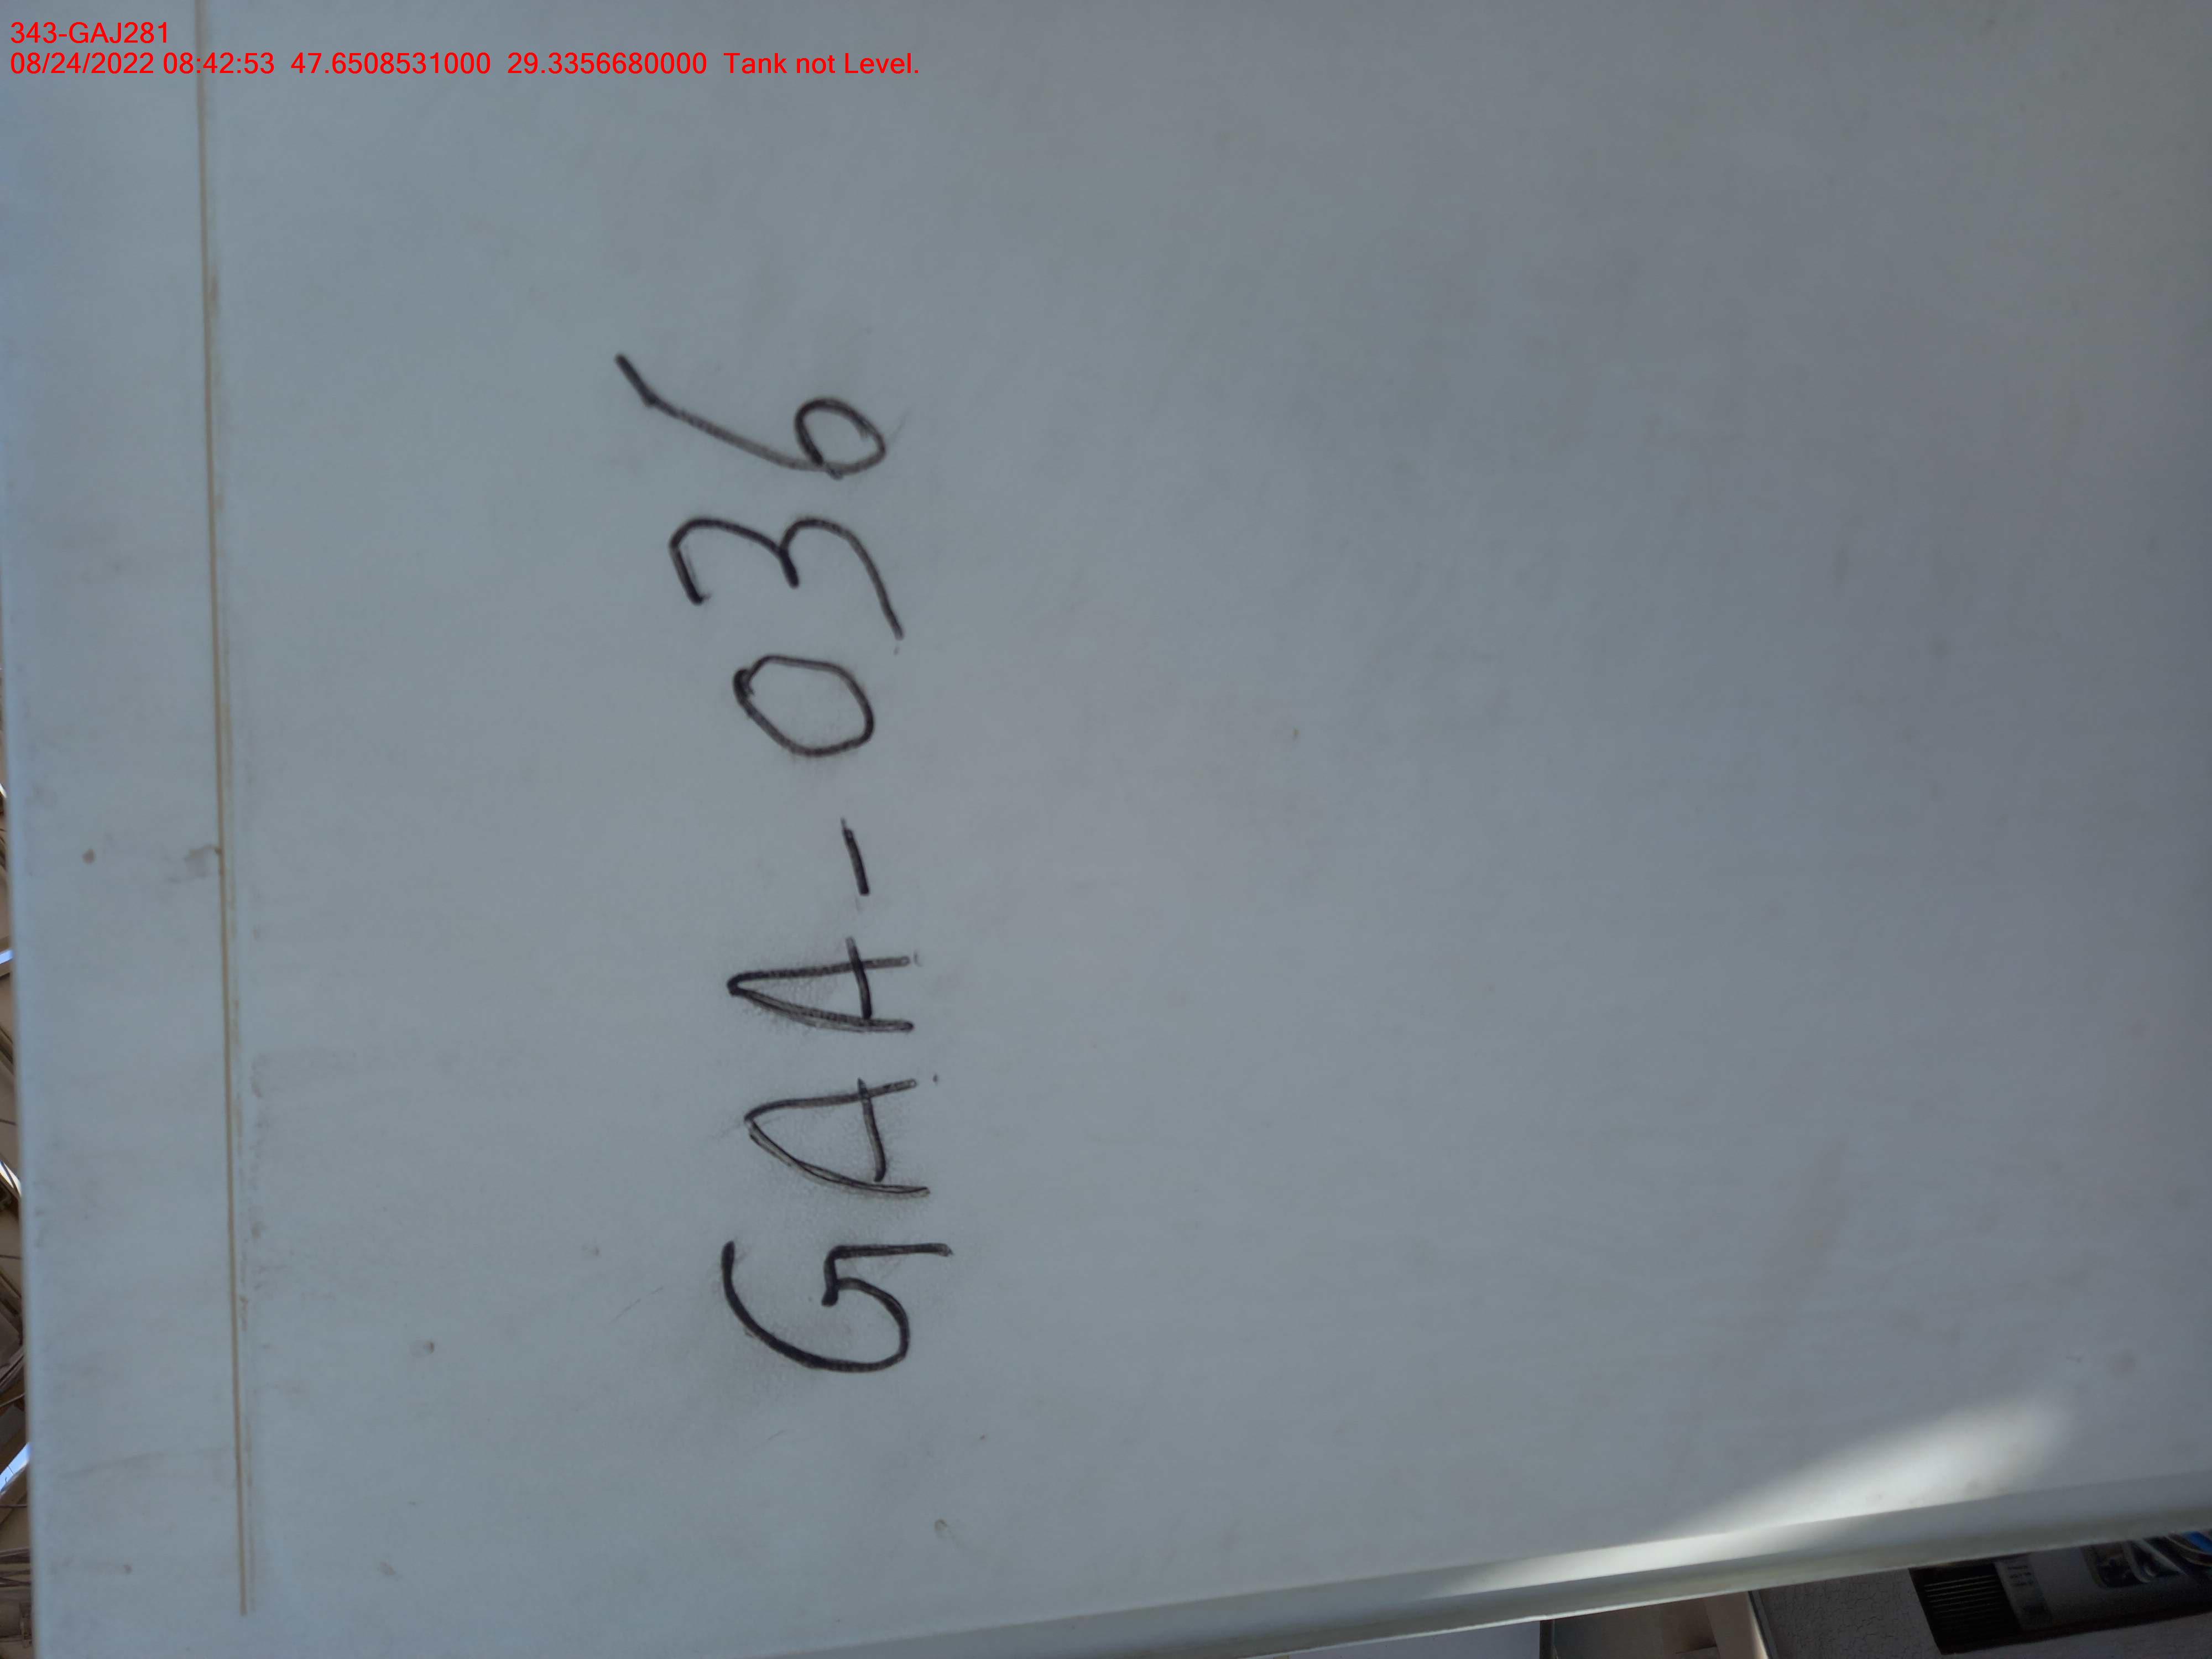 343-GAJ281
08/24/2022 08:42:53 47.6508531000 29.3356680000 Tank not Level.
GAA-036